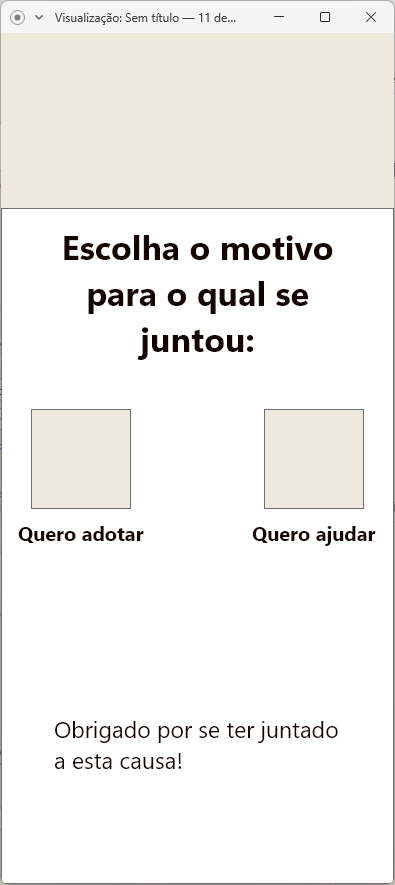 Visualização: Sem título — 11 de...
Escolha o motivo
para o qual se
juntou:
Quero adotar
Quero ajudar
Obrigado por se ter juntado
a esta causa!